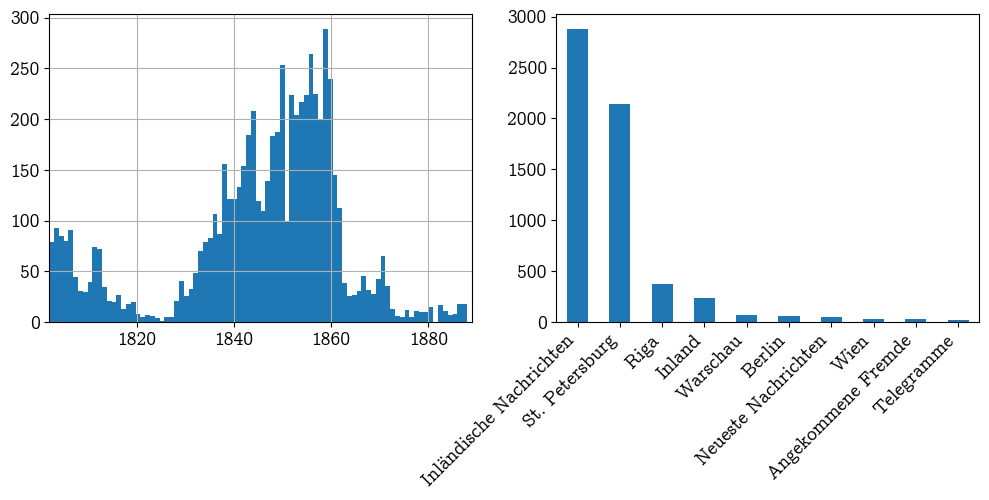 300
250
200
150
100
50
0
1820
1840
1860
1880
3000
2500
2000
1500
1000
500
0
Inländische Nachrichten
St. Petersburg
Riga
Inland
Warschau
Berlin
Neueste Nachrichten
Wien
Angekommene Fremde
Telegramme